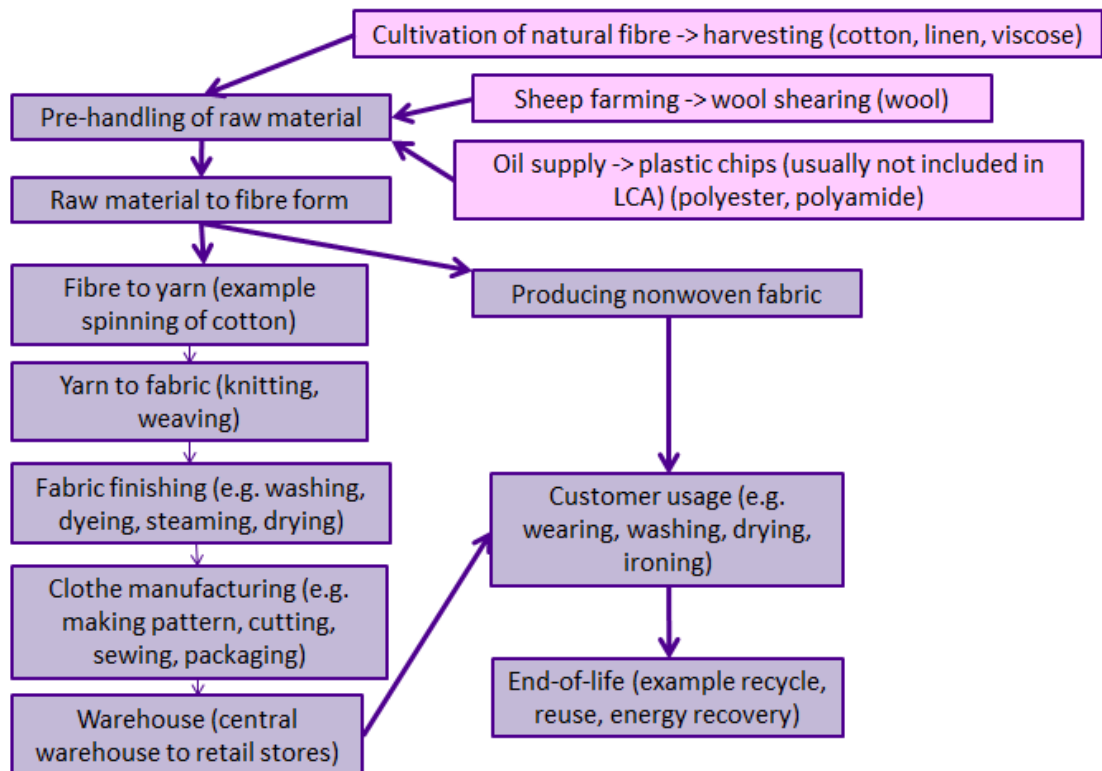 Cultivation of natural fibre -> harvesting (cotton, linen, viscose)
Sheep farming -> wool shearing (wool)
Pre-handling of raw material
Oil supply -> plastic chips (usually not included in
LCA) (polyester, polyamide)
Raw material to fibre form
Fibre to yarn (example
spinning of cotton)
Producing nonwoven fabric
Yarn to fabric (knitting,
weaving)
Fabric finishing (e.g. washing,
dyeing, steaming, drying)
Customer usage (e.g.
wearing, washing, drying,
ironing)
Clothe manufacturing (e.g.
making pattern, cutting,
sewing, packaging)
End-of-life (example recycle,
reuse, energy recovery)
Warehouse (central
warehouse to retail stores)